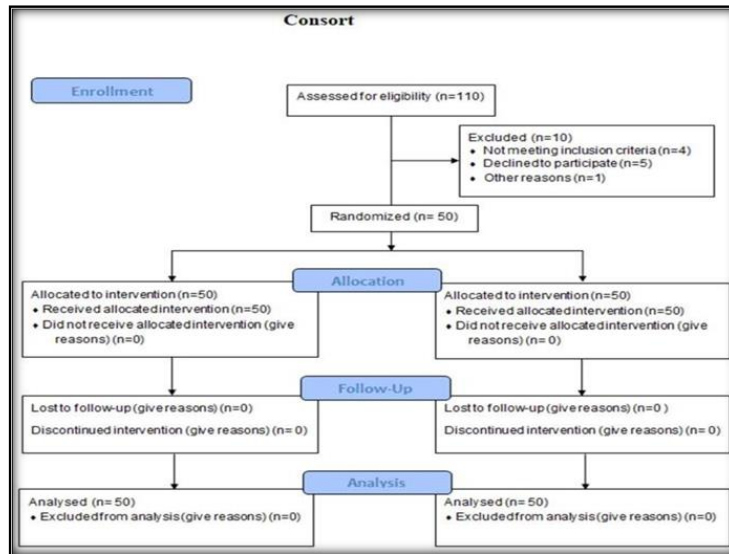 Consort
Enrollment
Assessed for eligibility (n=110)
Excluded (n=10)
• Not meeting inclusion criteria (n=4)
• Declined to participate (n=5)
• Other reasons (n=1)
Randomized (n= 50)
Allocation
Allocated to intervention (n=50)
• Received allocated intervention (n=50)
• Did not receive allocated intervention (give
reasons) (n=0)
Allocated to intervention (n=50)
• Received allocated intervention (n=50)
• Did not receive allocated intervention (give
reasons) (n= 0)
Follow-Up
Lost to follow-up (give reasons) (n=0)
Discontinued intervention (give reasons) (n= 0)
Lost to follow-up (give reasons) (n=0 )
Discontinued intervention (give reasons) (n= 0)
Analysis
Analysed (n= 50)
• Excluded from analysis (give reasons) (n=0)
Analysed (n= 50)
• Excluded from analysis (give reasons) (n=0)